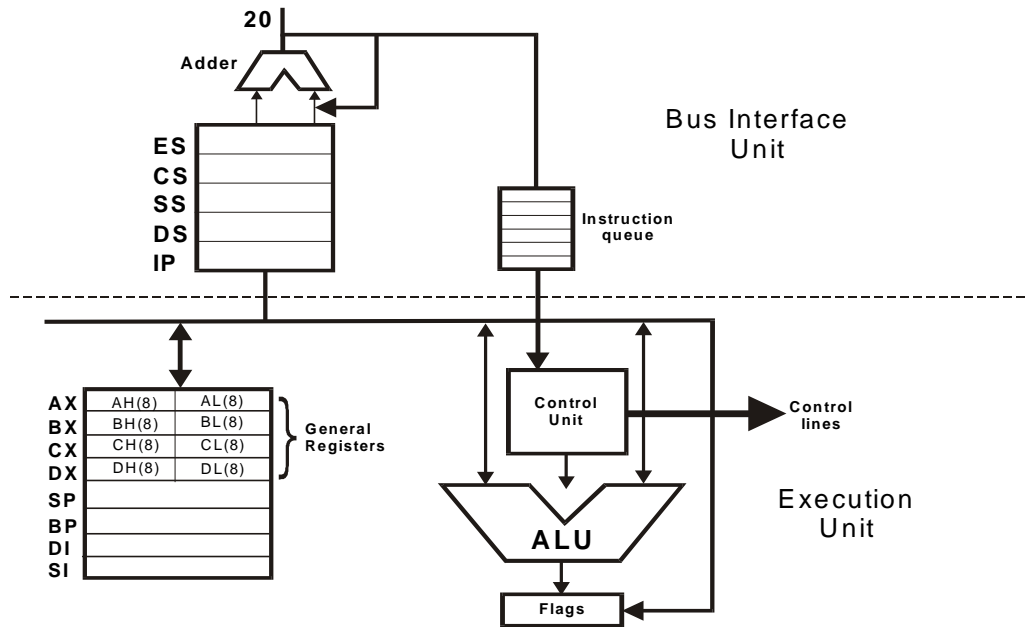 20
Adder
Bus Interface
Unit
ES
CS
SS
DS
IP
Instruction
queue
AX
AH(8)
AL(8)
BX
BH(8)
BL(8)
CX
CH(8)
CL(8)
DX
DH(8)
DL(8)
General
Registers
SP
BP
DI
SI
Control
Unit
Control
lines
ALU
Execution
Unit
Flags